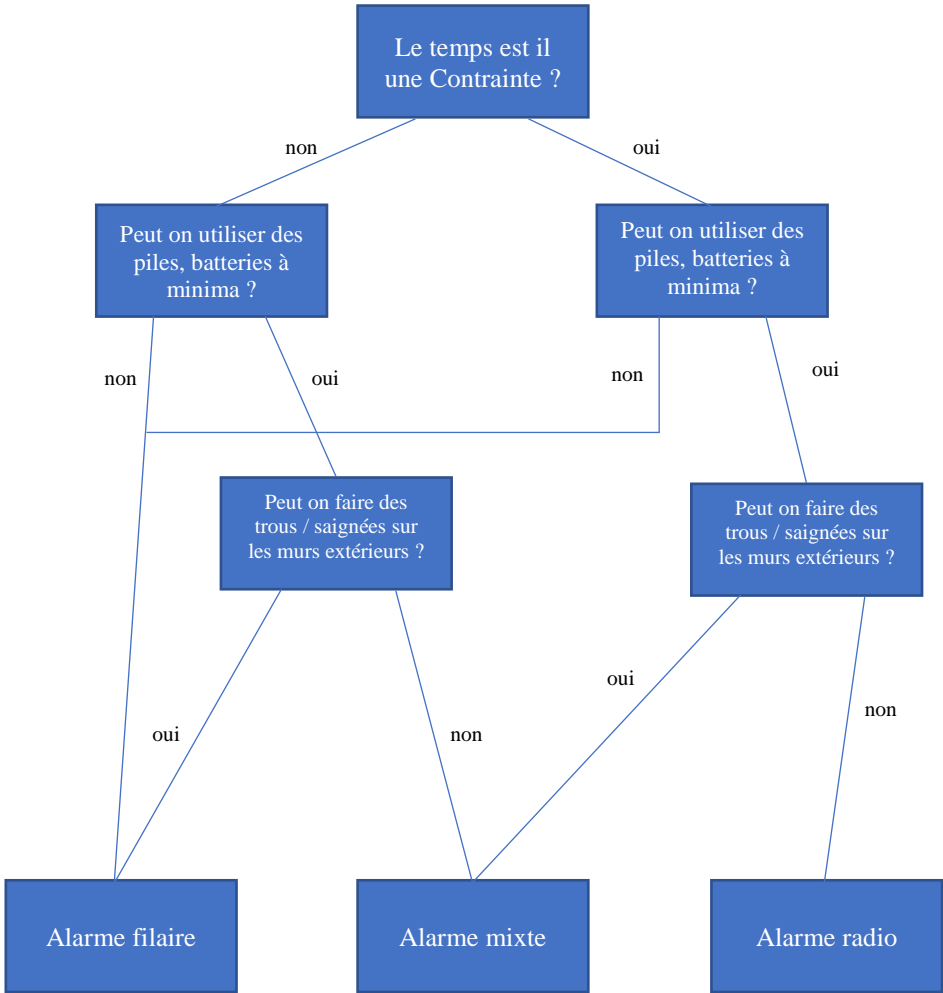 Le temps est il
une Contrainte ?
non
oui
Peut on utiliser des
piles, batteries à
minima ?
Peut on utiliser des
piles, batteries à
minima ?
non
oui
non
oui
Peut on faire des
trous / saignées sur
les murs extérieurs ?
Peut on faire des
trous / saignées sur
les murs extérieurs ?
oui
non
oui
non
Alarme filaire
Alarme mixte
Alarme radio